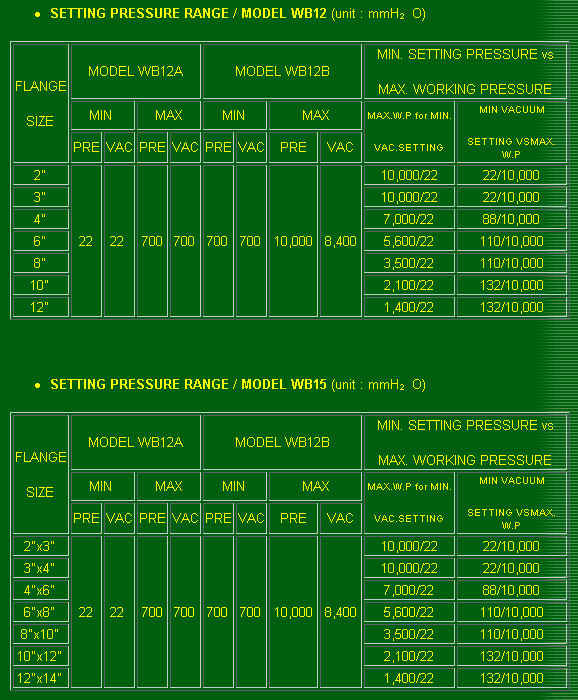 • SETTING PRESSURE RANGE / MODEL WB12 (unit : mmH₂ O)
FLANGE SIZE MODEL WB12A MODEL WB12B MIN. SETTING PRESSURE vs
MAX. WORKING PRESSURE
MIN MAX MIN MAX MAX.W.P for MIN. VAC.SETTING MIN VACUUM SETTING VSMAX. W.P
PRE VAC PRE VAC PRE VAC PRE VAC
2" 10,000/22 22/10,000
3" 10,000/22 22/10,000
4" 7,000/22 88/10,000
6" 22 22 700 700 700 700 10,000 8,400 5,600/22 110/10,000
8" 3,500/22 110/10,000
10" 2,100/22 132/10,000
12" 1,400/22 132/10,000
• SETTING PRESSURE RANGE / MODEL WB15 (unit : mmH₂ O)
FLANGE SIZE MODEL WB12A MODEL WB12B MIN. SETTING PRESSURE vs
MAX. WORKING PRESSURE
MIN MAX MIN MAX MAX.W.P for MIN. VAC.SETTING MIN VACUUM SETTING VSMAX. W.P
PRE VAC PRE VAC PRE VAC PRE VAC
2"x3" 10,000/22 22/10,000
3"x4" 10,000/22 22/10,000
4"x6" 7,000/22 88/10,000
6"x8" 22 22 700 700 700 700 10,000 8,400 5,600/22 110/10,000
8"x10" 3,500/22 110/10,000
10"x12" 2,100/22 132/10,000
12"x14" 1,400/22 132/10,000